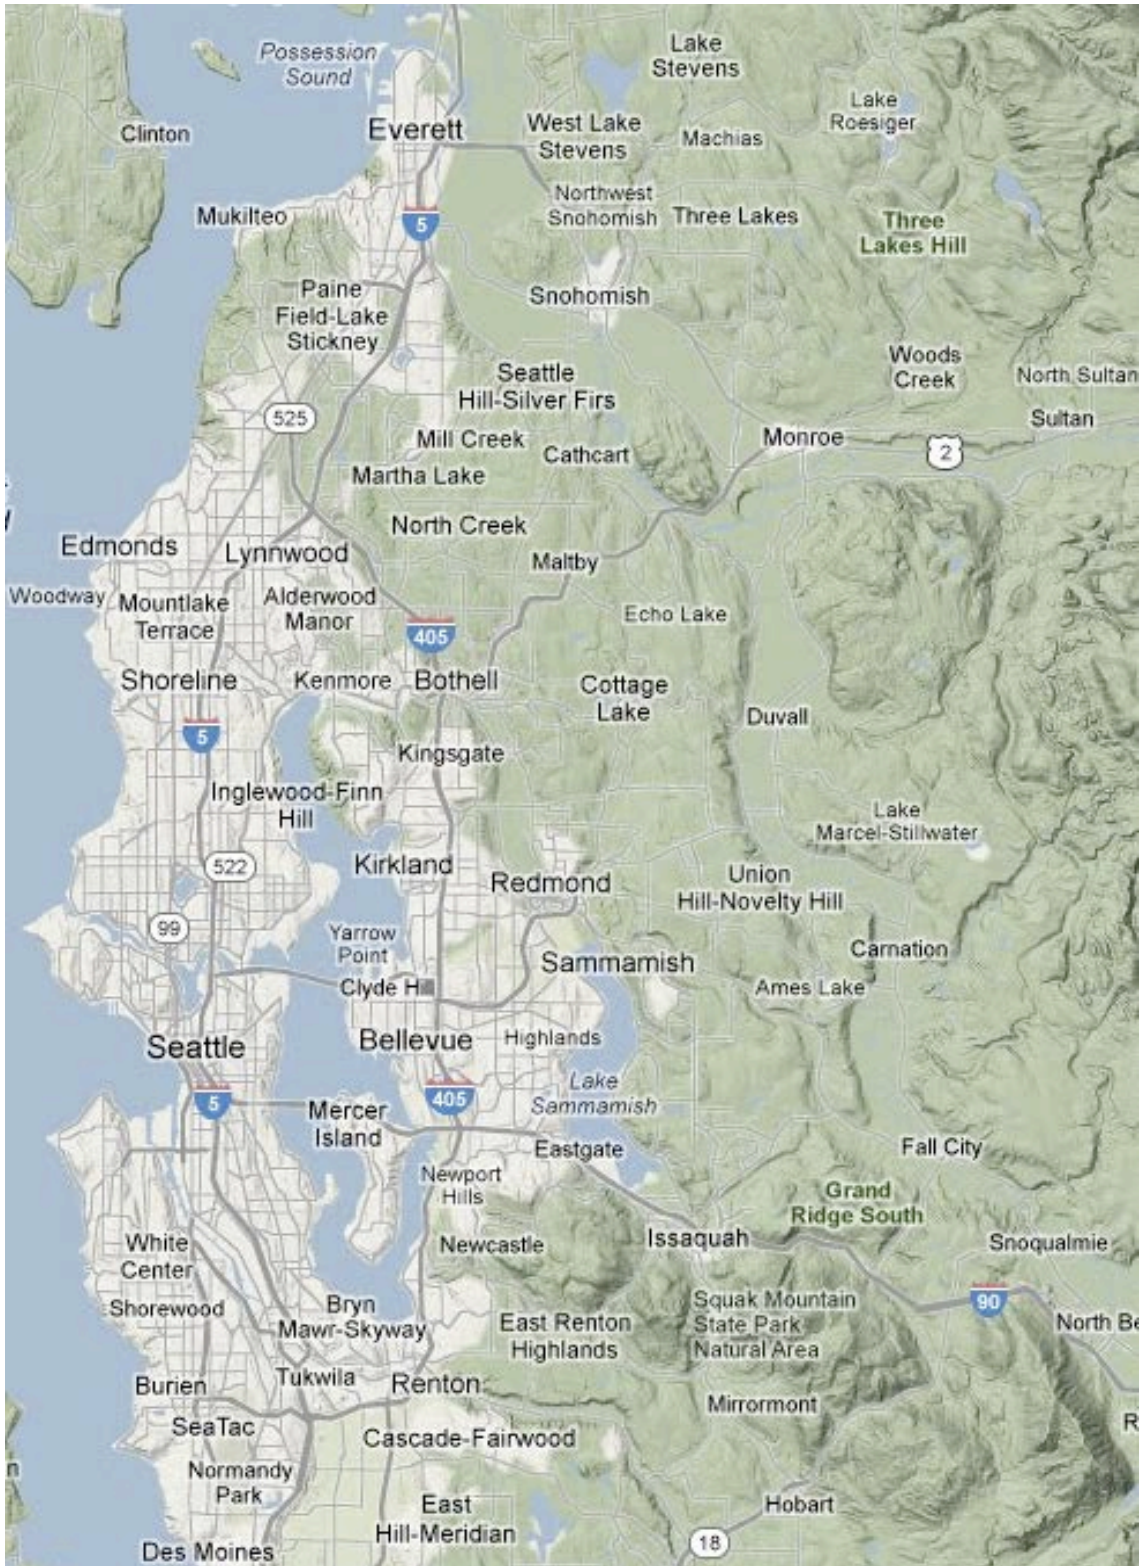 Possession
Sound
Lake
Stevens
Clinton
Everett
West Lake
Stevens
Machias
Lake
Roesiger
Mukilteo
5
Northwest
Snohomish
Three Lakes
Three
Lakes Hill
Paine
Field-Lake
Stickney
Snohomish
Seattle
Hill-Silver Firs
Woods
Creek
North Sultan
525
Mill Creek
Cathcart
Monroe
Sultan
2
Martha Lake
North Creek
Edmonds
Lynnwood
Maltby
Woodway
Mountlake
Terrace
Alderwood
Manor
405
Echo Lake
Shoreline
Kenmore
Bothell
Cottage
Lake
Duvall
5
Kingsgate
Inglewood-Finn
Hill
Lake
Marcel-Stillwater
522
Kirkland
Redmond
Union
Hill-Novelty Hill
99
Yarrow
Point
Sammamish
Carnation
Clyde Hill
Ames Lake
Seattle
Bellevue
Highlands
5
405
Lake
Sammamish
Mercer
Island
Eastgate
Fall City
Newport
Hills
Grand
Ridge South
White
Center
Newcastle
Issaquah
Snoqualmie
Shorewood
Bryn
Mawr-Skyway
East Renton
Highlands
Squak Mountain
State Park
Natural Area
90
North Be
Burien
Tukwila
Renton
Mirrormont
SeaTac
Cascade-Fairwood
R
n
Normandy
Park
East
Hill-Meridian
Hobart
18
Des Moines